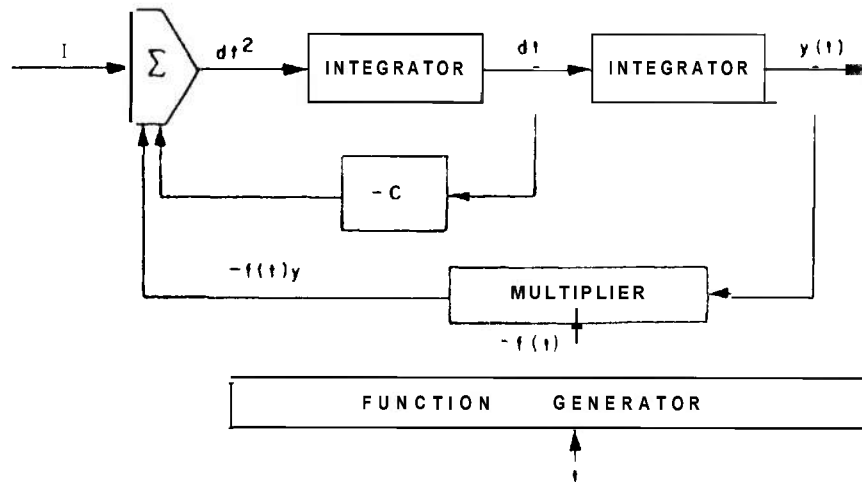 I
Σ
dt²
INTEGRATOR
dt
INTEGRATOR
y(t)
-C
-f(t)y
MULTIPLIER
-f(t)
FUNCTION GENERATOR
t